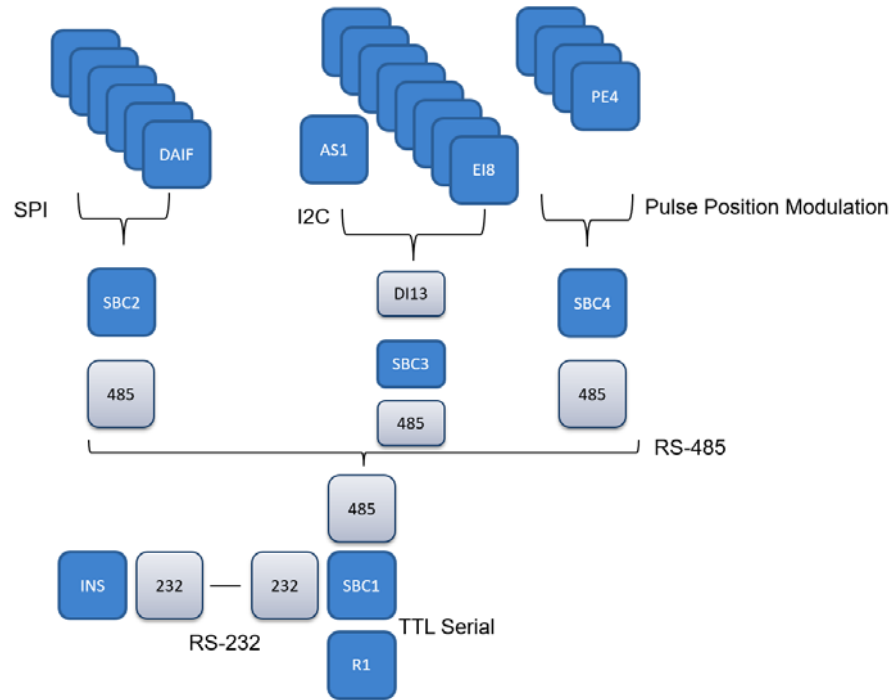 PE4
DAIF
AS1
EI8
SPI
I2C
Pulse Position Modulation
SBC2
DI13
SBC4
SBC3
485
485
485
RS-485
485
INS
232
232
SBC1
TTL Serial
RS-232
R1